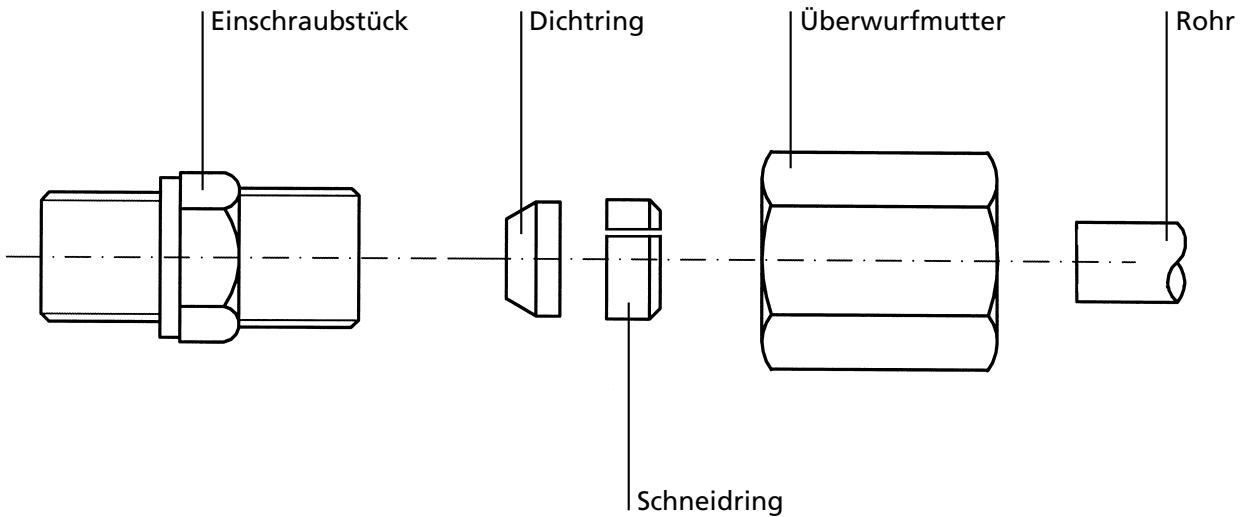 Einschraubstück
Dichtring
Überwurfmutter
Rohr
Schneidring